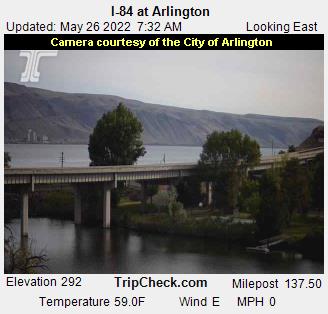 I-84 at Arlington
Updated: May 26 2022 7:32 AM Looking East
Camera courtesy of the City of Arlington
Elevation 292 TripCheck.com Milepost 137.50
Temperature 59.0F Wind E MPH 0